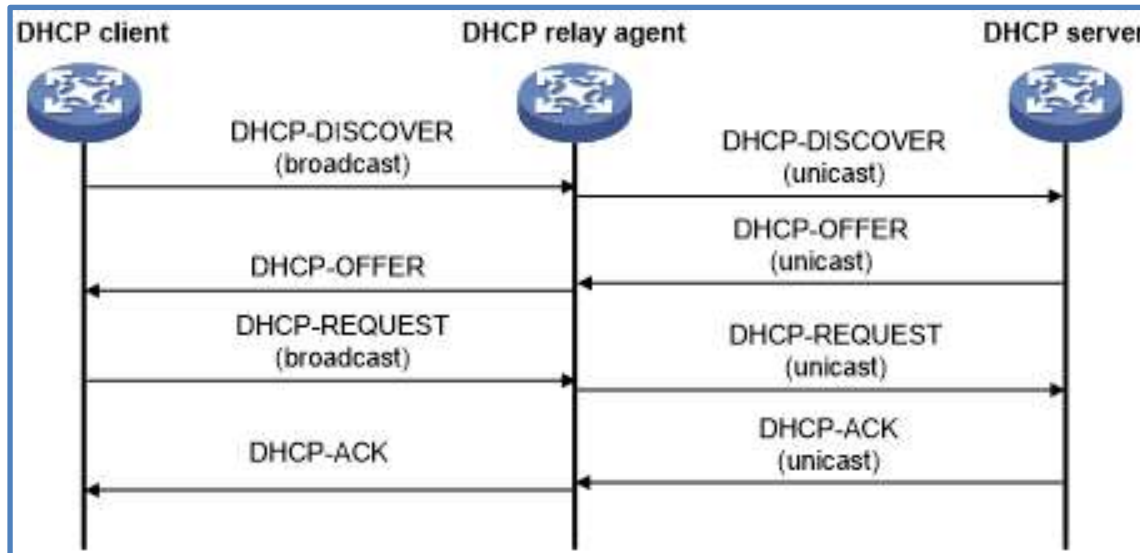 DHCP client
DHCP relay agent
DHCP server
DHCP-DISCOVER
(broadcast)
DHCP-DISCOVER
(unicast)
DHCP-OFFER
(unicast)
DHCP-OFFER
DHCP-REQUEST
(broadcast)
DHCP-REQUEST
(unicast)
DHCP-ACK
(unicast)
DHCP-ACK